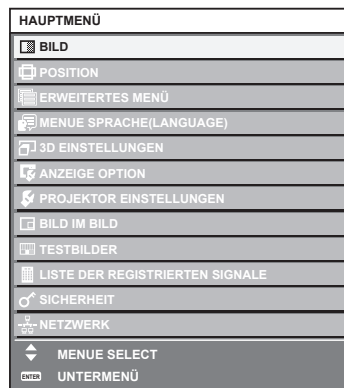 HAUPTMENÜ
BILD
POSITION
ERWEITERTES MENÜ
MENUE SPRACHE(LANGUAGE)
3D EINSTELLUNGEN
ANZEIGE OPTION
PROJEKTOR EINSTELLUNGEN
BILD IM BILD
TESTBILDER
LISTE DER REGISTRIERTEN SIGNALE
SICHERHEIT
NETZWERK
MENUE SELECT
ENTER UNTERMENÜ